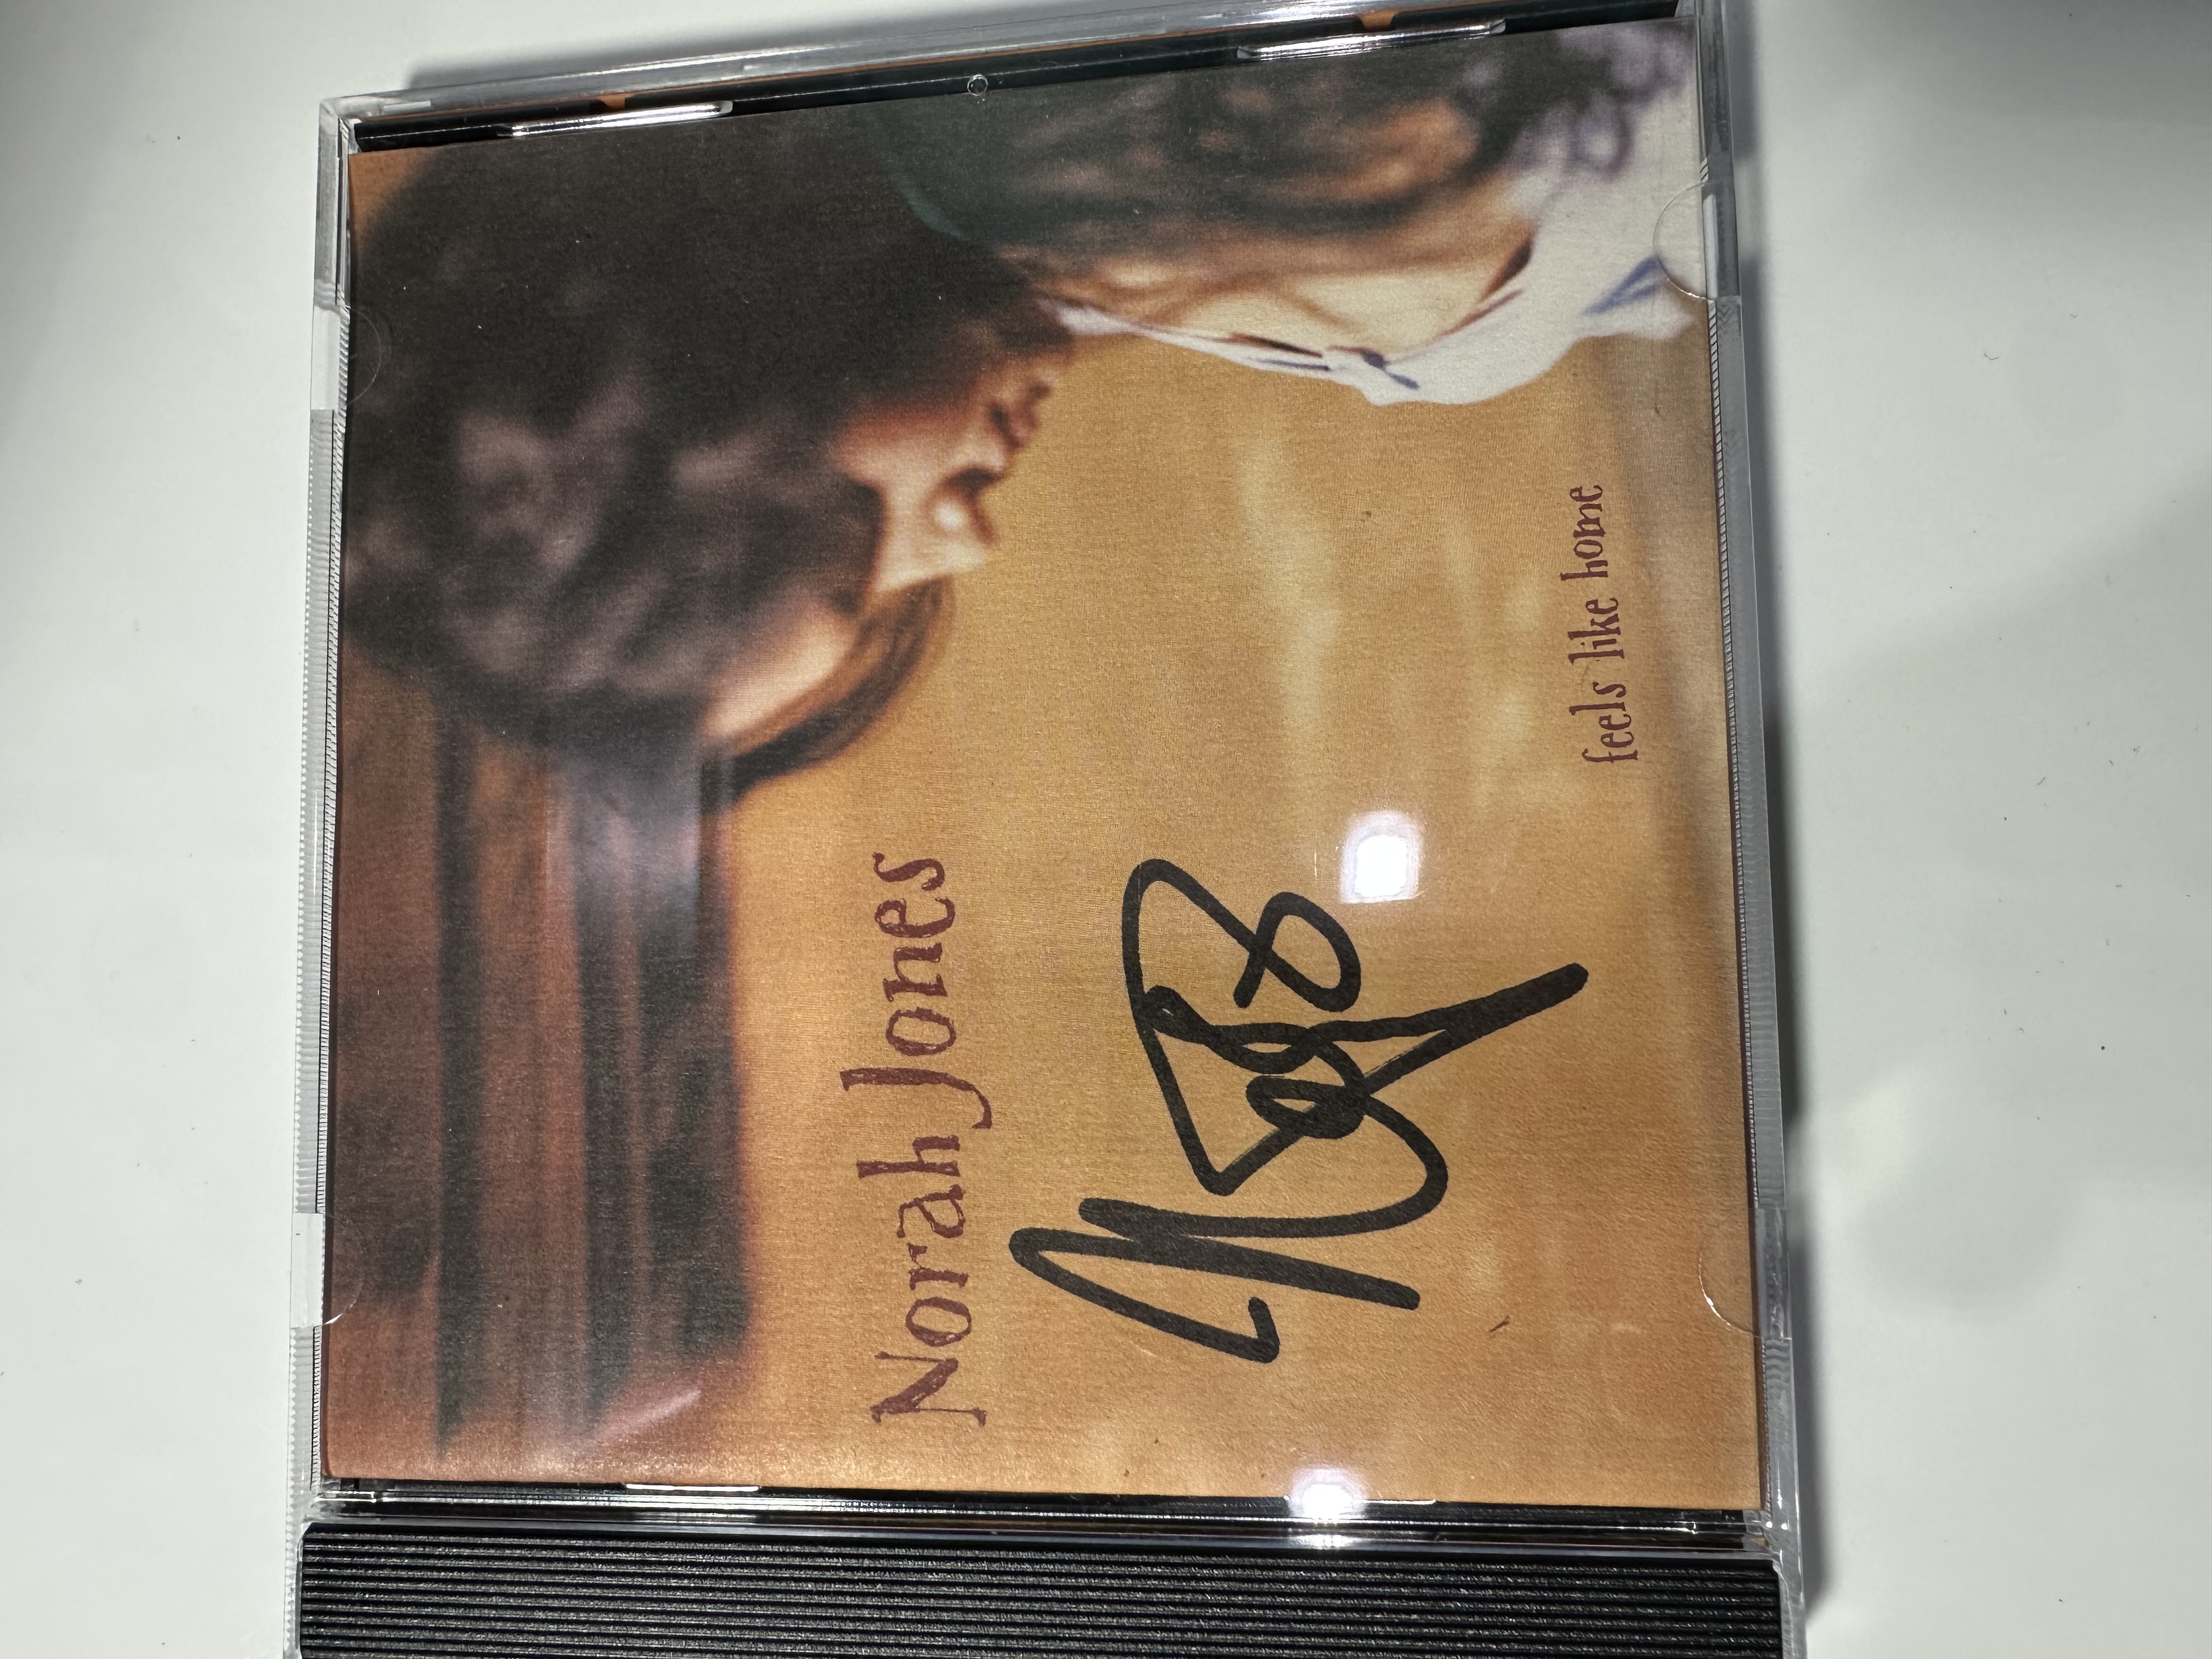 Norah Jones
feels like home